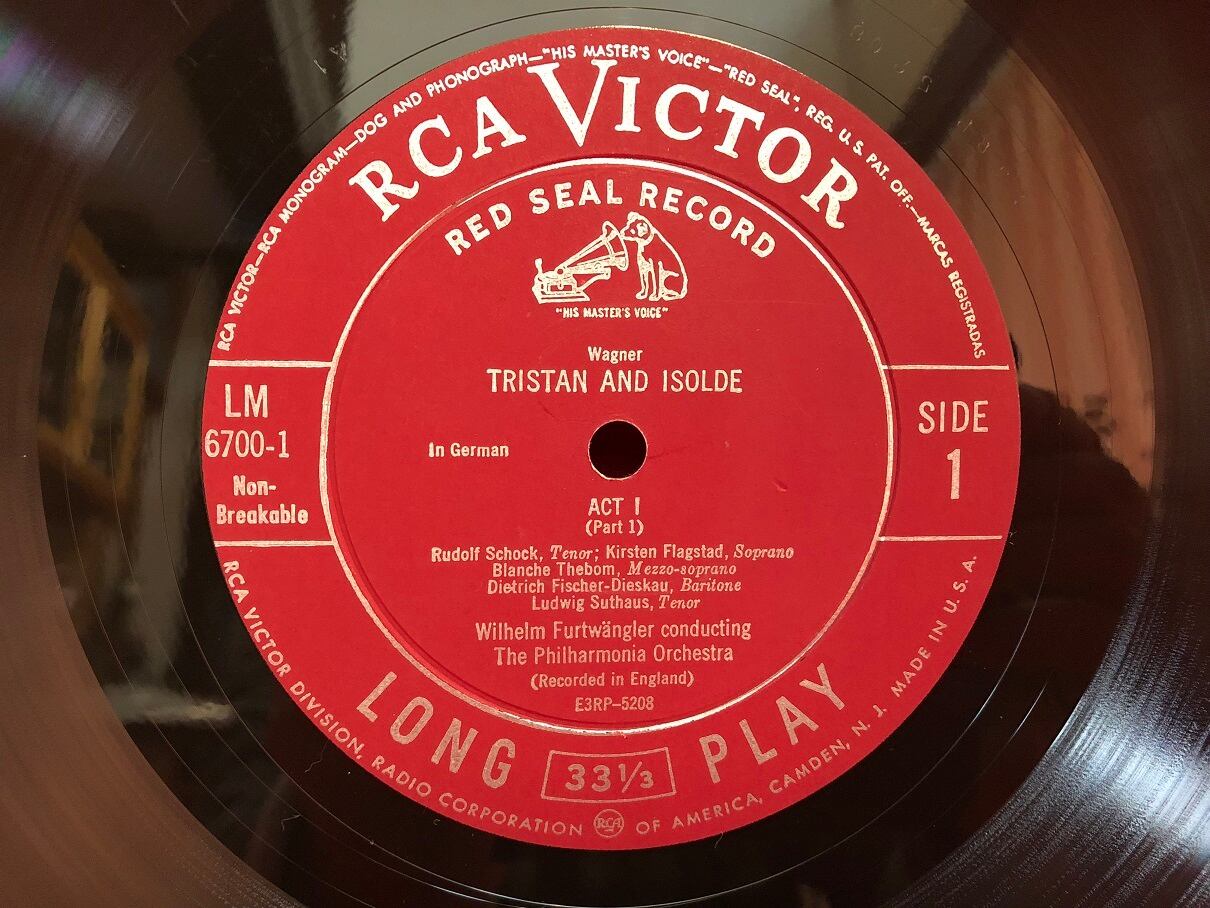 RCA VICTOR—RCA MONOGRAM—DOG AND PHONOGRAPH—"HIS MASTER'S VOICE"—"RED SEAL", REG. U. S. PAT. OFF.—MARCAS REGISTRADAS
RCA VICTOR
RED SEAL RECORD
"HIS MASTER'S VOICE"
Wagner
TRISTAN AND ISOLDE
LM
6700-1
Non-
Breakable
SIDE
1
In German
ACT I
(Part 1)
Rudolf Schock, Tenor; Kirsten Flagstad, Soprano
Blanche Thebom, Mezzo-soprano
Dietrich Fischer-Dieskau, Baritone
Ludwig Suthaus, Tenor
Wilhelm Furtwängler conducting
The Philharmonia Orchestra
(Recorded in England)
E3RP-5208
LONG 33⅓ PLAY
RCA VICTOR DIVISION, RADIO CORPORATION RCA OF AMERICA, CAMDEN, N. J. MADE IN U. S. A.